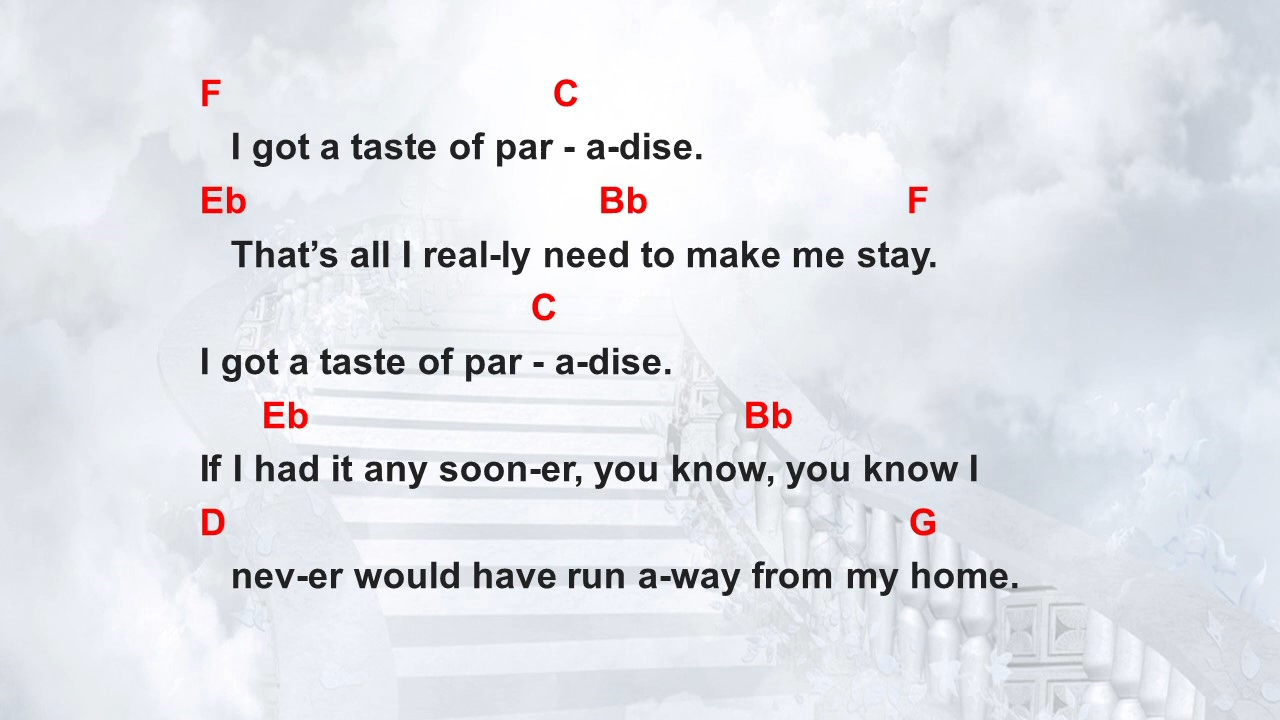 F C
I got a taste of par - a-dise.
Eb Bb F
That’s all I real-ly need to make me stay.
C
I got a taste of par - a-dise.
Eb Bb
If I had it any soon-er, you know, you know I
D G
nev-er would have run a-way from my home.